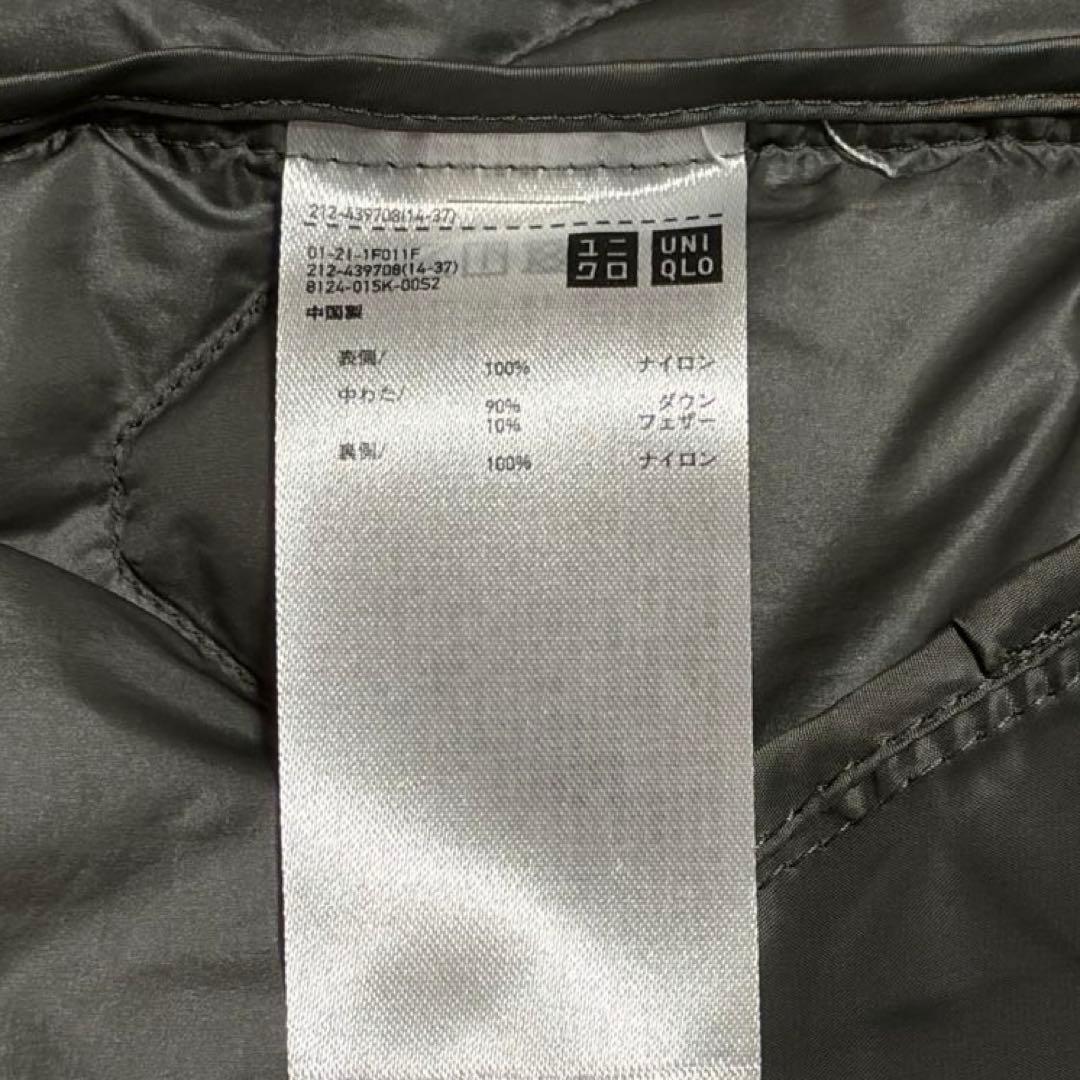 212-439708(14-37)
01-21-1F011F
212-439708(14-37)
8124-015K-00S2
中国製
ユニ
クロ
UNI
QLO
表側/ 100% ナイロン
中わた/ 90% ダウン
10% フェザー
裏側/ 100% ナイロン